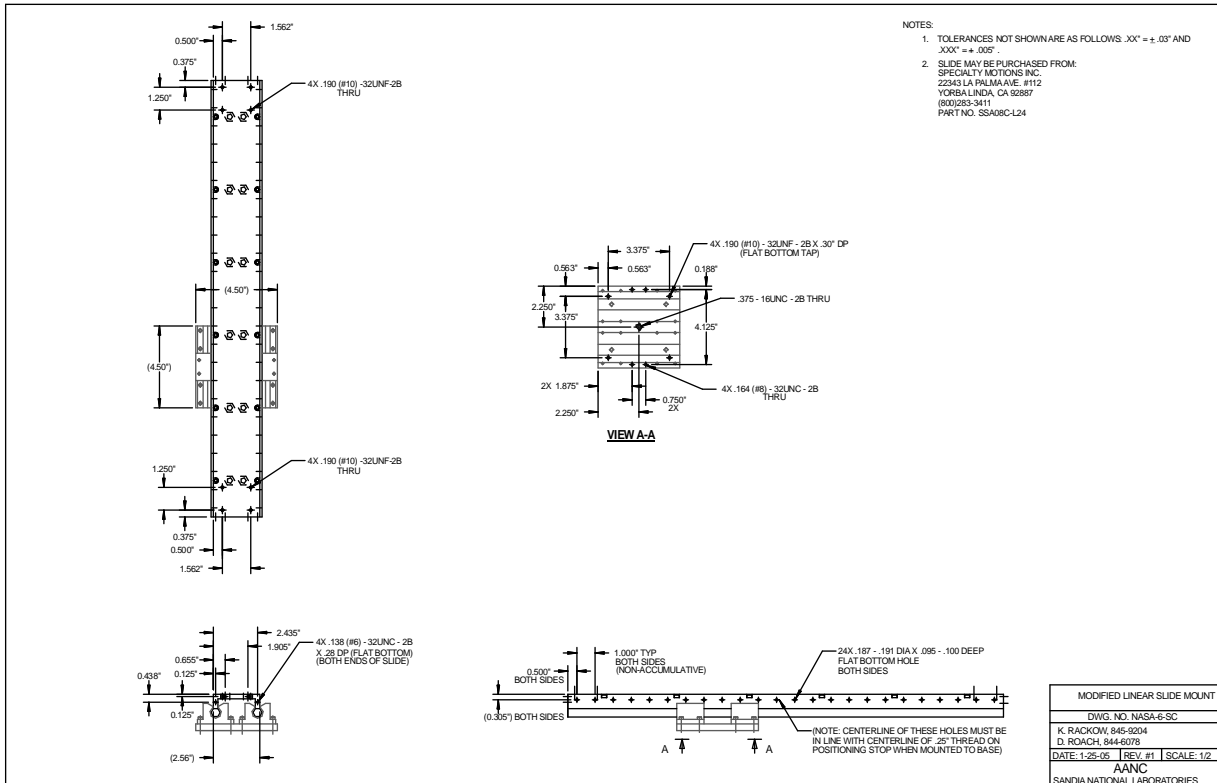 NOTES:
1. TOLERANCES NOT SHOWN ARE AS FOLLOWS: .XX" = ± .03" AND
.XXX" = ± .005" .
2. SLIDE MAY BE PURCHASED FROM:
SPECIALTY MOTIONS INC.
22343 LA PALMA AVE. #112
YORBA LINDA, CA 92887
(800)283-3411
PART NO. SSA08C-L24
1.562"
0.500"
0.375"
4X .190 (#10) -32UNF-2B
THRU
1.250"
(4.50")
(4.50")
4X .190 (#10) -32UNF-2B
THRU
1.250"
0.375"
0.500"
1.562"
4X .190 (#10) - 32UNF - 2B X .30" DP
(FLAT BOTTOM TAP)
3.375"
0.563"
0.563"
0.188"
.375 - 16UNC - 2B THRU
2.250"
3.375"
4.125"
2X 1.875"
4X .164 (#8) - 32UNC - 2B
THRU
0.750"
2X
2.250"
VIEW A-A
2.435"
4X .138 (#6) - 32UNC - 2B
X .28 DP (FLAT BOTTOM)
(BOTH ENDS OF SLIDE)
1.905"
0.655"
0.125"
0.438"
0.125"
(2.56")
1.000" TYP
BOTH SIDES
(NON-ACCUMULATIVE)
0.500"
BOTH SIDES
24X .187 - .191 DIA X .095 - .100 DEEP
FLAT BOTTOM HOLE
BOTH SIDES
(0.305") BOTH SIDES
(NOTE: CENTERLINE OF THESE HOLES MUST BE
IN LINE WITH CENTERLINE OF .25" THREAD ON
POSITIONING STOP WHEN MOUNTED TO BASE)
A
A
MODIFIED LINEAR SLIDE MOUNT
DWG. NO. NASA-6-SC
K. RACKOW, 845-9204
D. ROACH, 844-6078
DATE: 1-25-05 REV. #1 SCALE: 1/2
AANC
SANDIA NATIONAL LABORATORIES